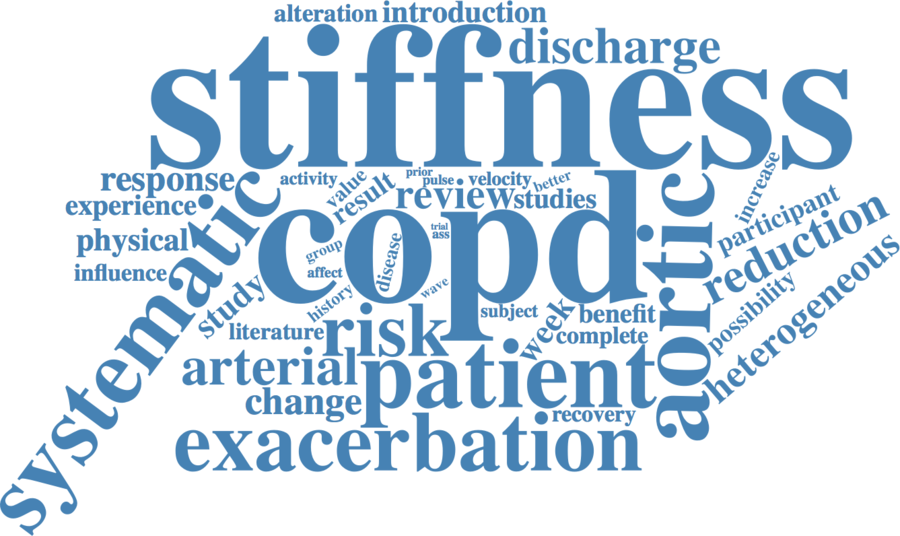 alteration
introduction
discharge
stiffness
response
activity
value
result
prior
pulse
velocity
better
increase
experience
review
studies
participant
systematic
copd
aortic
physical
group
disease
trial
ass
reduction
influence
affect
wave
study
history
subject
week
benefit
possibility
heterogeneous
literature
risk
complete
arterial
patient
change
recovery
exacerbation